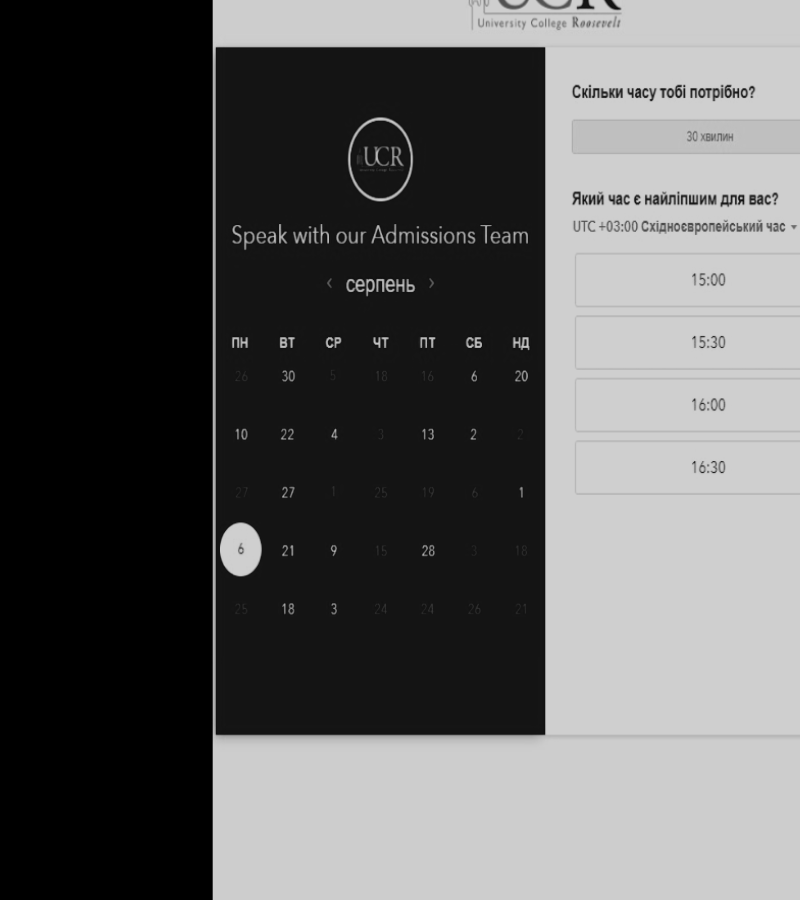 UCR
University College Roosevelt
UCR
Speak with our Admissions Team
‹ серпень ›
ПН ВТ СР ЧТ ПТ СБ НД
26 30 5 18 16 6 20
10 22 4 3 13 2 2
27 27 1 25 19 6 1
6 21 9 15 28 3 18
25 18 3 24 24 26 21
Скільки часу тобі потрібно?
30 хвилин
Який час є найліпшим для вас?
UTC +03:00 Східноєвропейський час
15:00
15:30
16:00
16:30